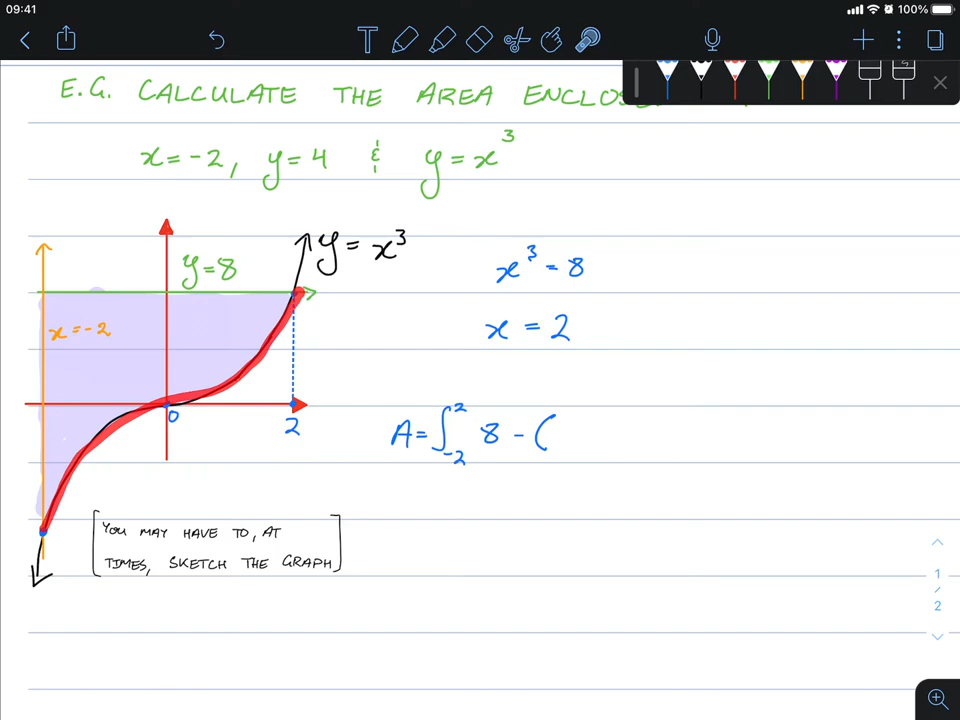 09:41 100%
E.G. CALCULATE THE AREA
x = -2, y = 4 & y = x³
y = x³
y = 8
x = -2
0
2
x³ = 8
x = 2
A = ∫₋₂² 8 - (
[YOU MAY HAVE TO, AT
TIMES, SKETCH THE GRAPH]
1
/
2